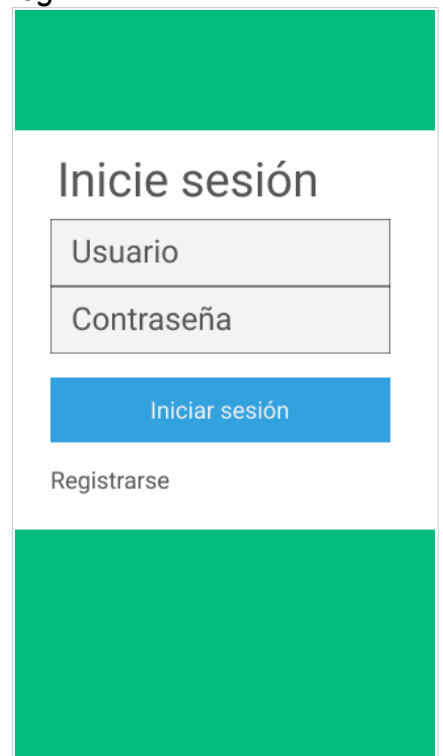 Inicie sesión
Usuario
Contraseña
Iniciar sesión
Registrarse